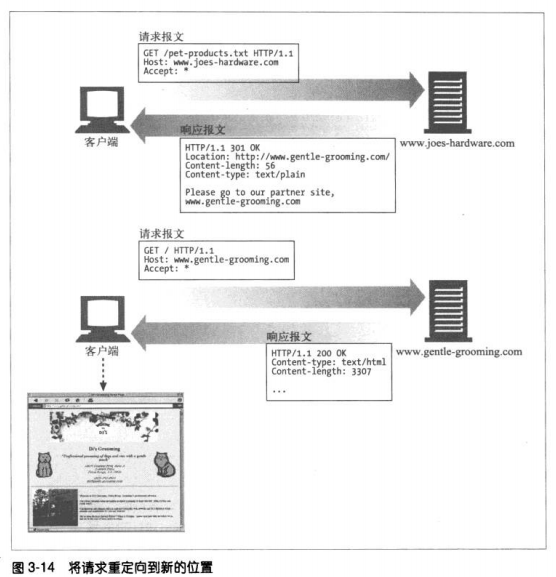 请求报文
GET /pet-products.txt HTTP/1.1
Host: www.joes-hardware.com
Accept: *
客户端
www.joes-hardware.com
响应报文
HTTP/1.1 301 OK
Location: http://www.gentle-grooming.com/
Content-length: 56
Content-type: text/plain
Please go to our partner site,
www.gentle-grooming.com
请求报文
GET / HTTP/1.1
Host: www.gentle-grooming.com
Accept: *
客户端
www.gentle-grooming.com
响应报文
HTTP/1.1 200 OK
Content-type: text/html
Content-length: 3307
...
图 3-14 将请求重定向到新的位置